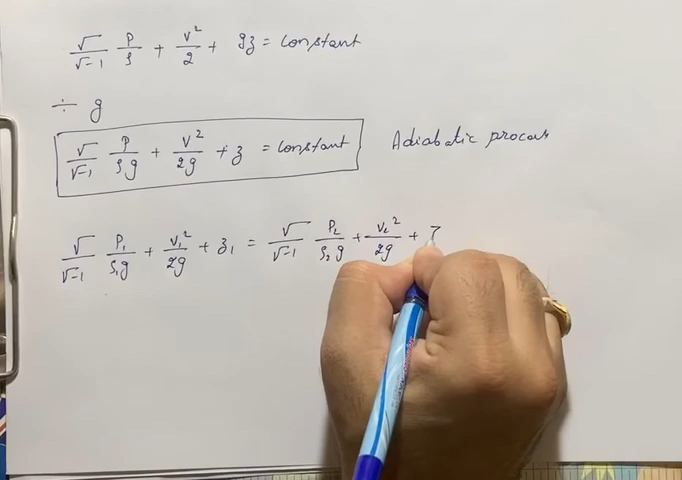 γ/(γ-1) P/ρ + V²/2 + gz = constant
÷ g
γ/(γ-1) P/ρg + V²/2g + z = constant Adiabatic process
γ/(γ-1) P₁/ρ₁g + V₁²/2g + z₁ = γ/(γ-1) P₂/ρ₂g + V₂²/2g + z